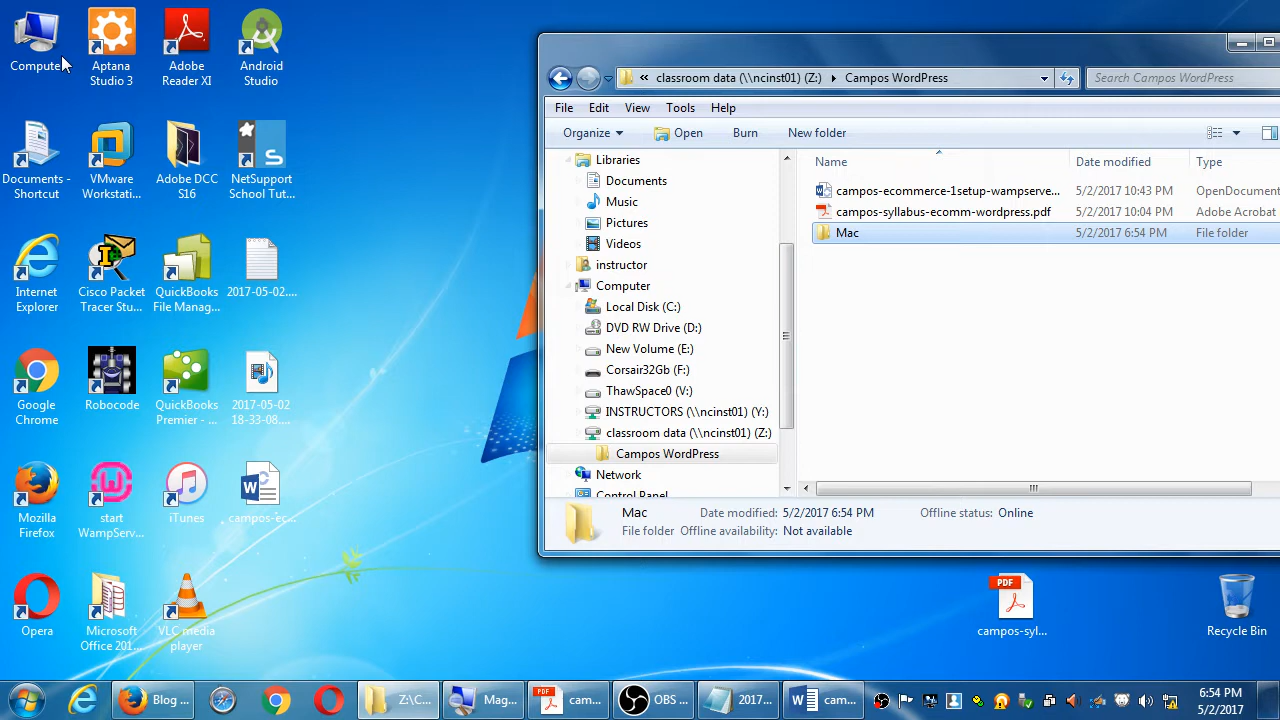 Compute
Aptana
Studio 3
Adobe
Reader XI
Android
Studio
Documents -
Shortcut
VMware
Workstati...
Adobe DCC
S16
NetSupport
School Tut...
Internet
Explorer
Cisco Packet
Tracer Stu...
QuickBooks
File Manag...
2017-05-02....
Google
Chrome
Robocode
QuickBooks
Premier - ...
2017-05-02
18-33-08....
Mozilla
Firefox
start
WampServ...
iTunes
campos-ec...
Opera
Microsoft
Office 201...
VLC media
player
classroom data (\\ncinst01) (Z:) Campos WordPress
Search Campos WordPress
File Edit View Tools Help
Organize Open Burn New folder
Libraries
Documents
Music
Pictures
Videos
instructor
Computer
Local Disk (C:)
DVD RW Drive (D:)
New Volume (E:)
Corsair32Gb (F:)
ThawSpace0 (V:)
INSTRUCTORS (\\ncinst01) (Y:)
classroom data (\\ncinst01) (Z:)
Campos WordPress
Network
Control Panel
Name Date modified Type
campos-ecommerce-1setup-wampserve... 5/2/2017 10:43 PM OpenDocument
campos-syllabus-ecomm-wordpress.pdf 5/2/2017 10:04 PM Adobe Acrobat
Mac 5/2/2017 6:54 PM File folder
Mac Date modified: 5/2/2017 6:54 PM Offline status: Online
File folder Offline availability: Not available
PDF
campos-syl...
Recycle Bin
Blog ...
Z:\C...
Mag...
PDF
cam...
OBS ...
2017...
cam...
6:54 PM
5/2/2017